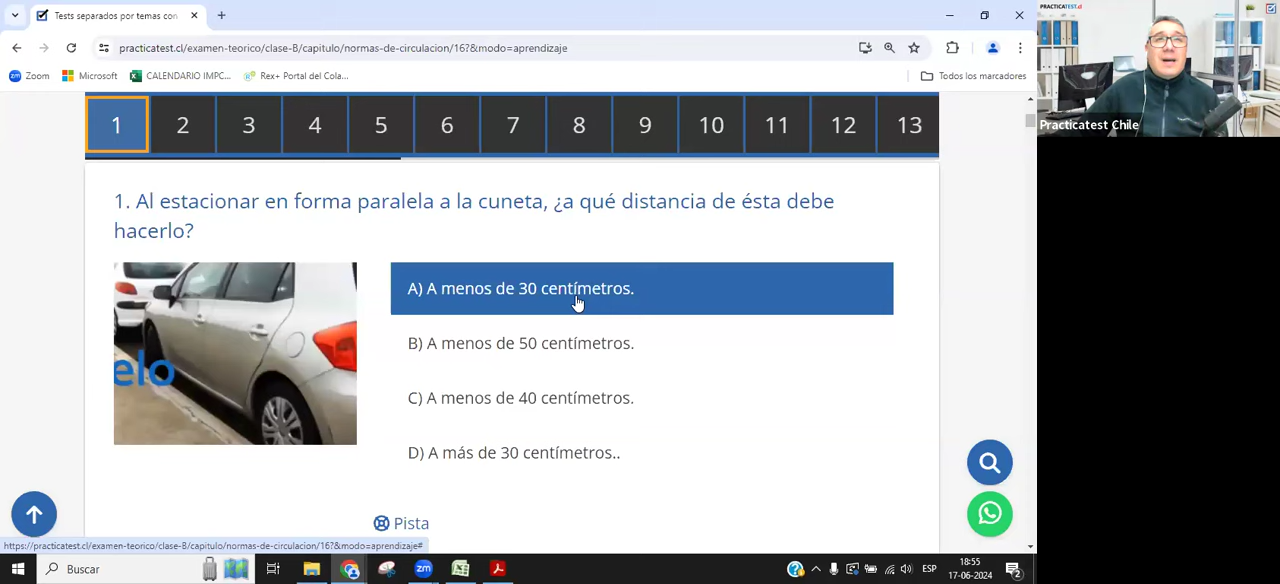 Tests separados por temas con
practicatest.cl/examen-teorico/clase-B/capitulo/normas-de-circulacion/16?&modo=aprendizaje
Zoom
Microsoft
CALENDARIO IMPC...
Rex+ Portal del Cola...
Todos los marcadores
PRACTICATEST.cl
Practicatest Chile
1 2 3 4 5 6 7 8 9 10 11 12 13
1. Al estacionar en forma paralela a la cuneta, ¿a qué distancia de ésta debe
hacerlo?
elo
A) A menos de 30 centímetros.
B) A menos de 50 centímetros.
C) A menos de 40 centímetros.
D) A más de 30 centímetros..
Pista
https://practicatest.cl/examen-teorico/clase-B/capitulo/normas-de-circulacion/16?&modo=aprendizaje#
Buscar
ESP
18:55
17-06-2024
2